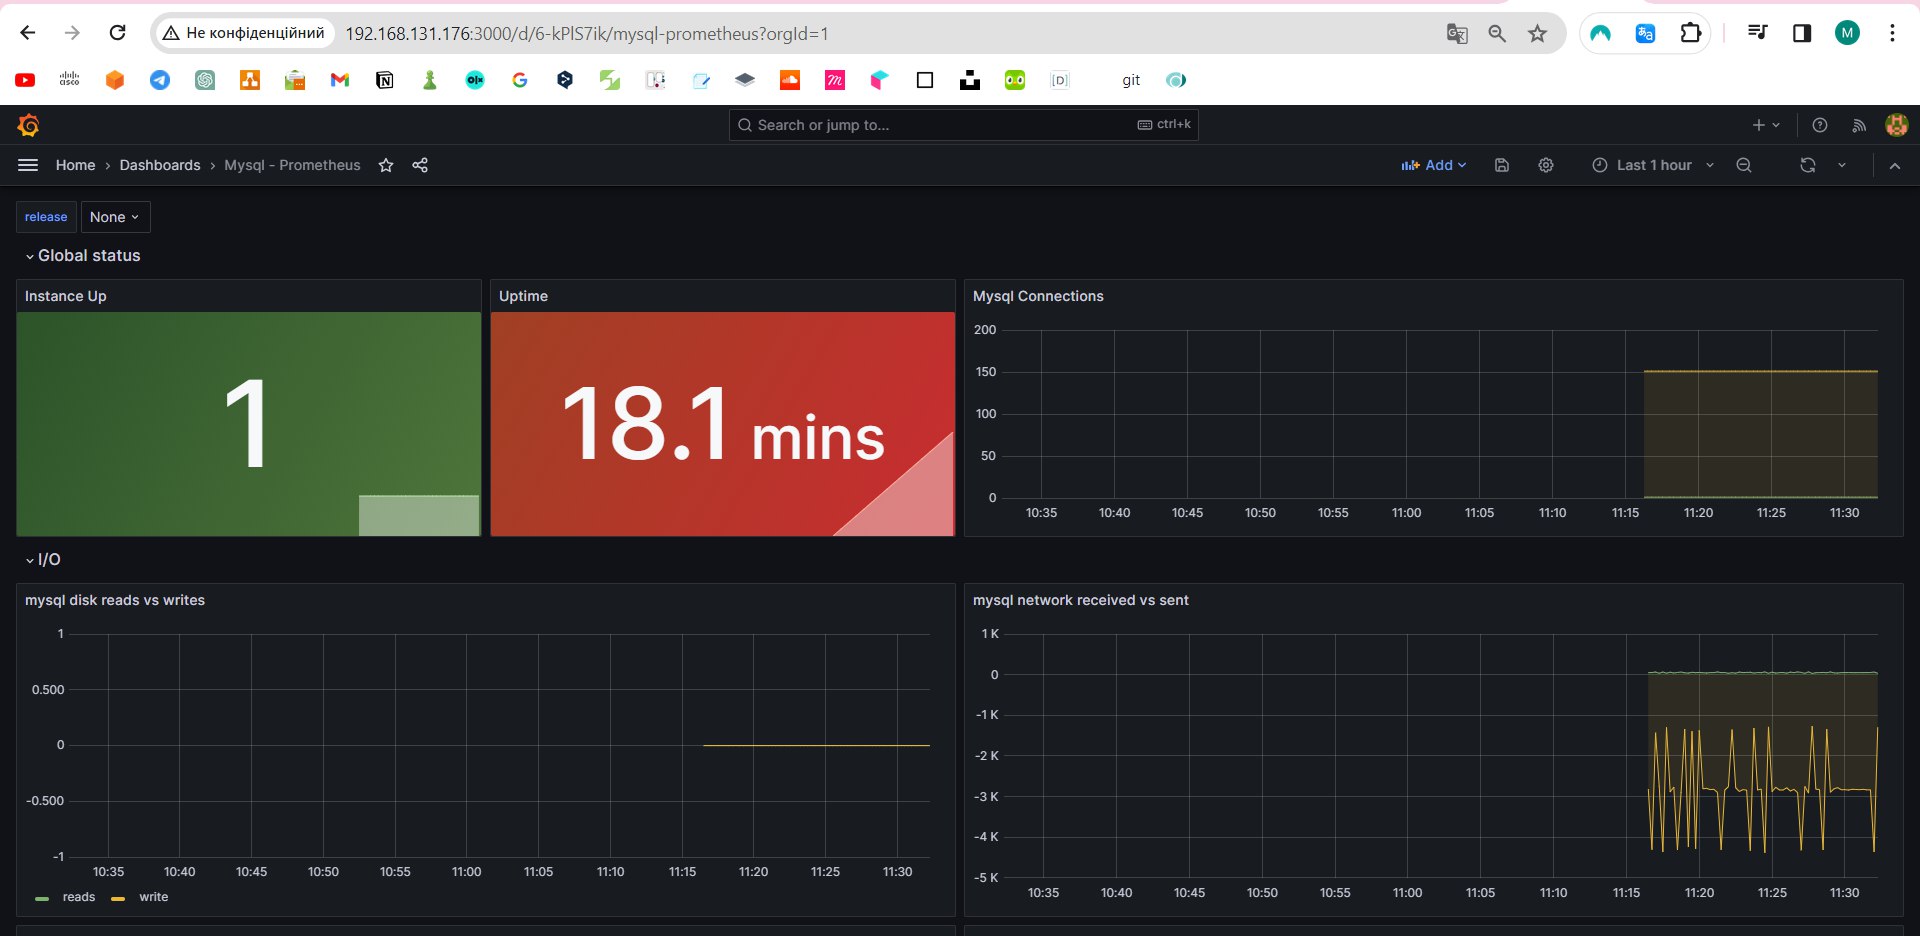 Не конфіденційний 192.168.131.176:3000/d/6-kPlS7ik/mysql-prometheus?orgId=1 M
git
Search or jump to... ctrl+k
Home › Dashboards › Mysql - Prometheus Add Last 1 hour
release None
Global status
Instance Up
1
Uptime
18.1 mins
Mysql Connections
200
150
100
50
0
10:35 10:40 10:45 10:50 10:55 11:00 11:05 11:10 11:15 11:20 11:25 11:30
I/O
mysql disk reads vs writes
1
0.500
0
-0.500
-1
10:35 10:40 10:45 10:50 10:55 11:00 11:05 11:10 11:15 11:20 11:25 11:30
reads write
mysql network received vs sent
1 K
0
-1 K
-2 K
-3 K
-4 K
-5 K
10:35 10:40 10:45 10:50 10:55 11:00 11:05 11:10 11:15 11:20 11:25 11:30